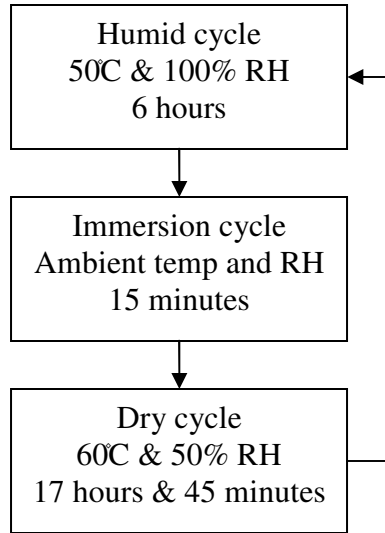 Humid cycle
50°C & 100% RH
6 hours
Immersion cycle
Ambient temp and RH
15 minutes
Dry cycle
60°C & 50% RH
17 hours & 45 minutes